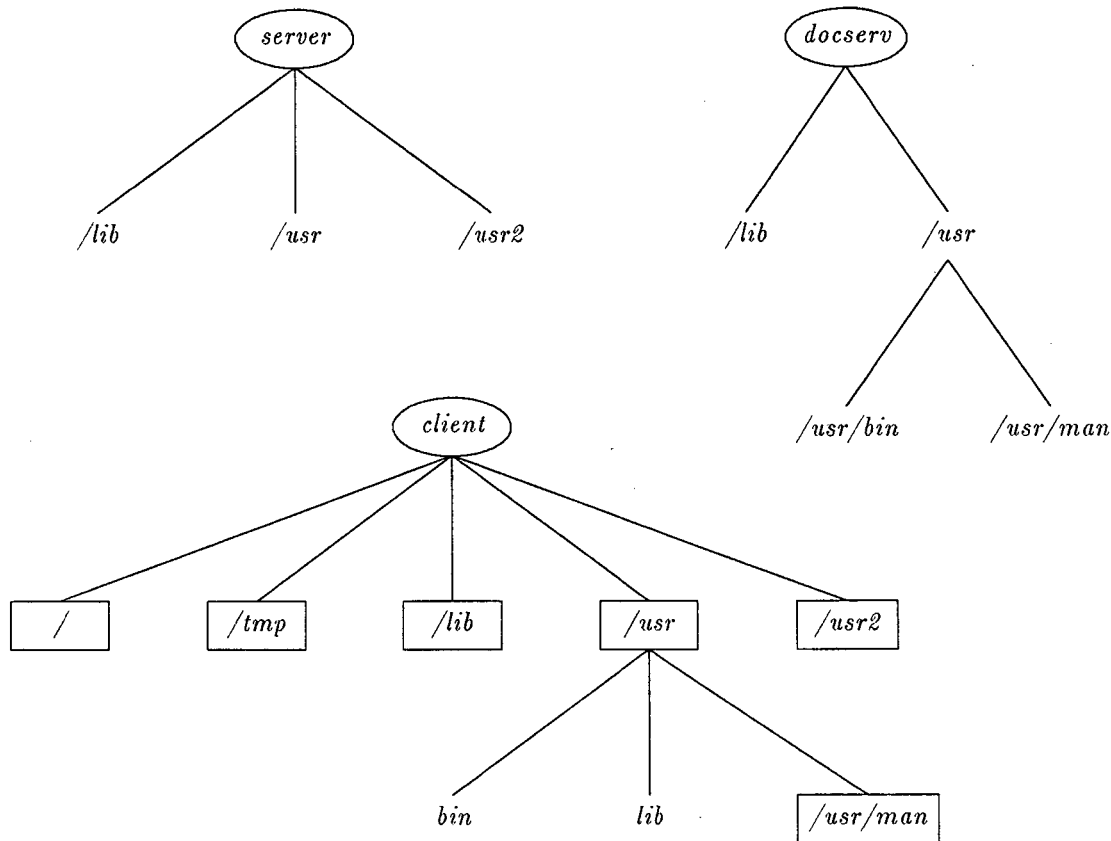 server
docserv
/lib
/usr
/usr2
/lib
/usr
/usr/bin
/usr/man
client
/
/tmp
/lib
/usr
/usr2
bin
lib
/usr/man